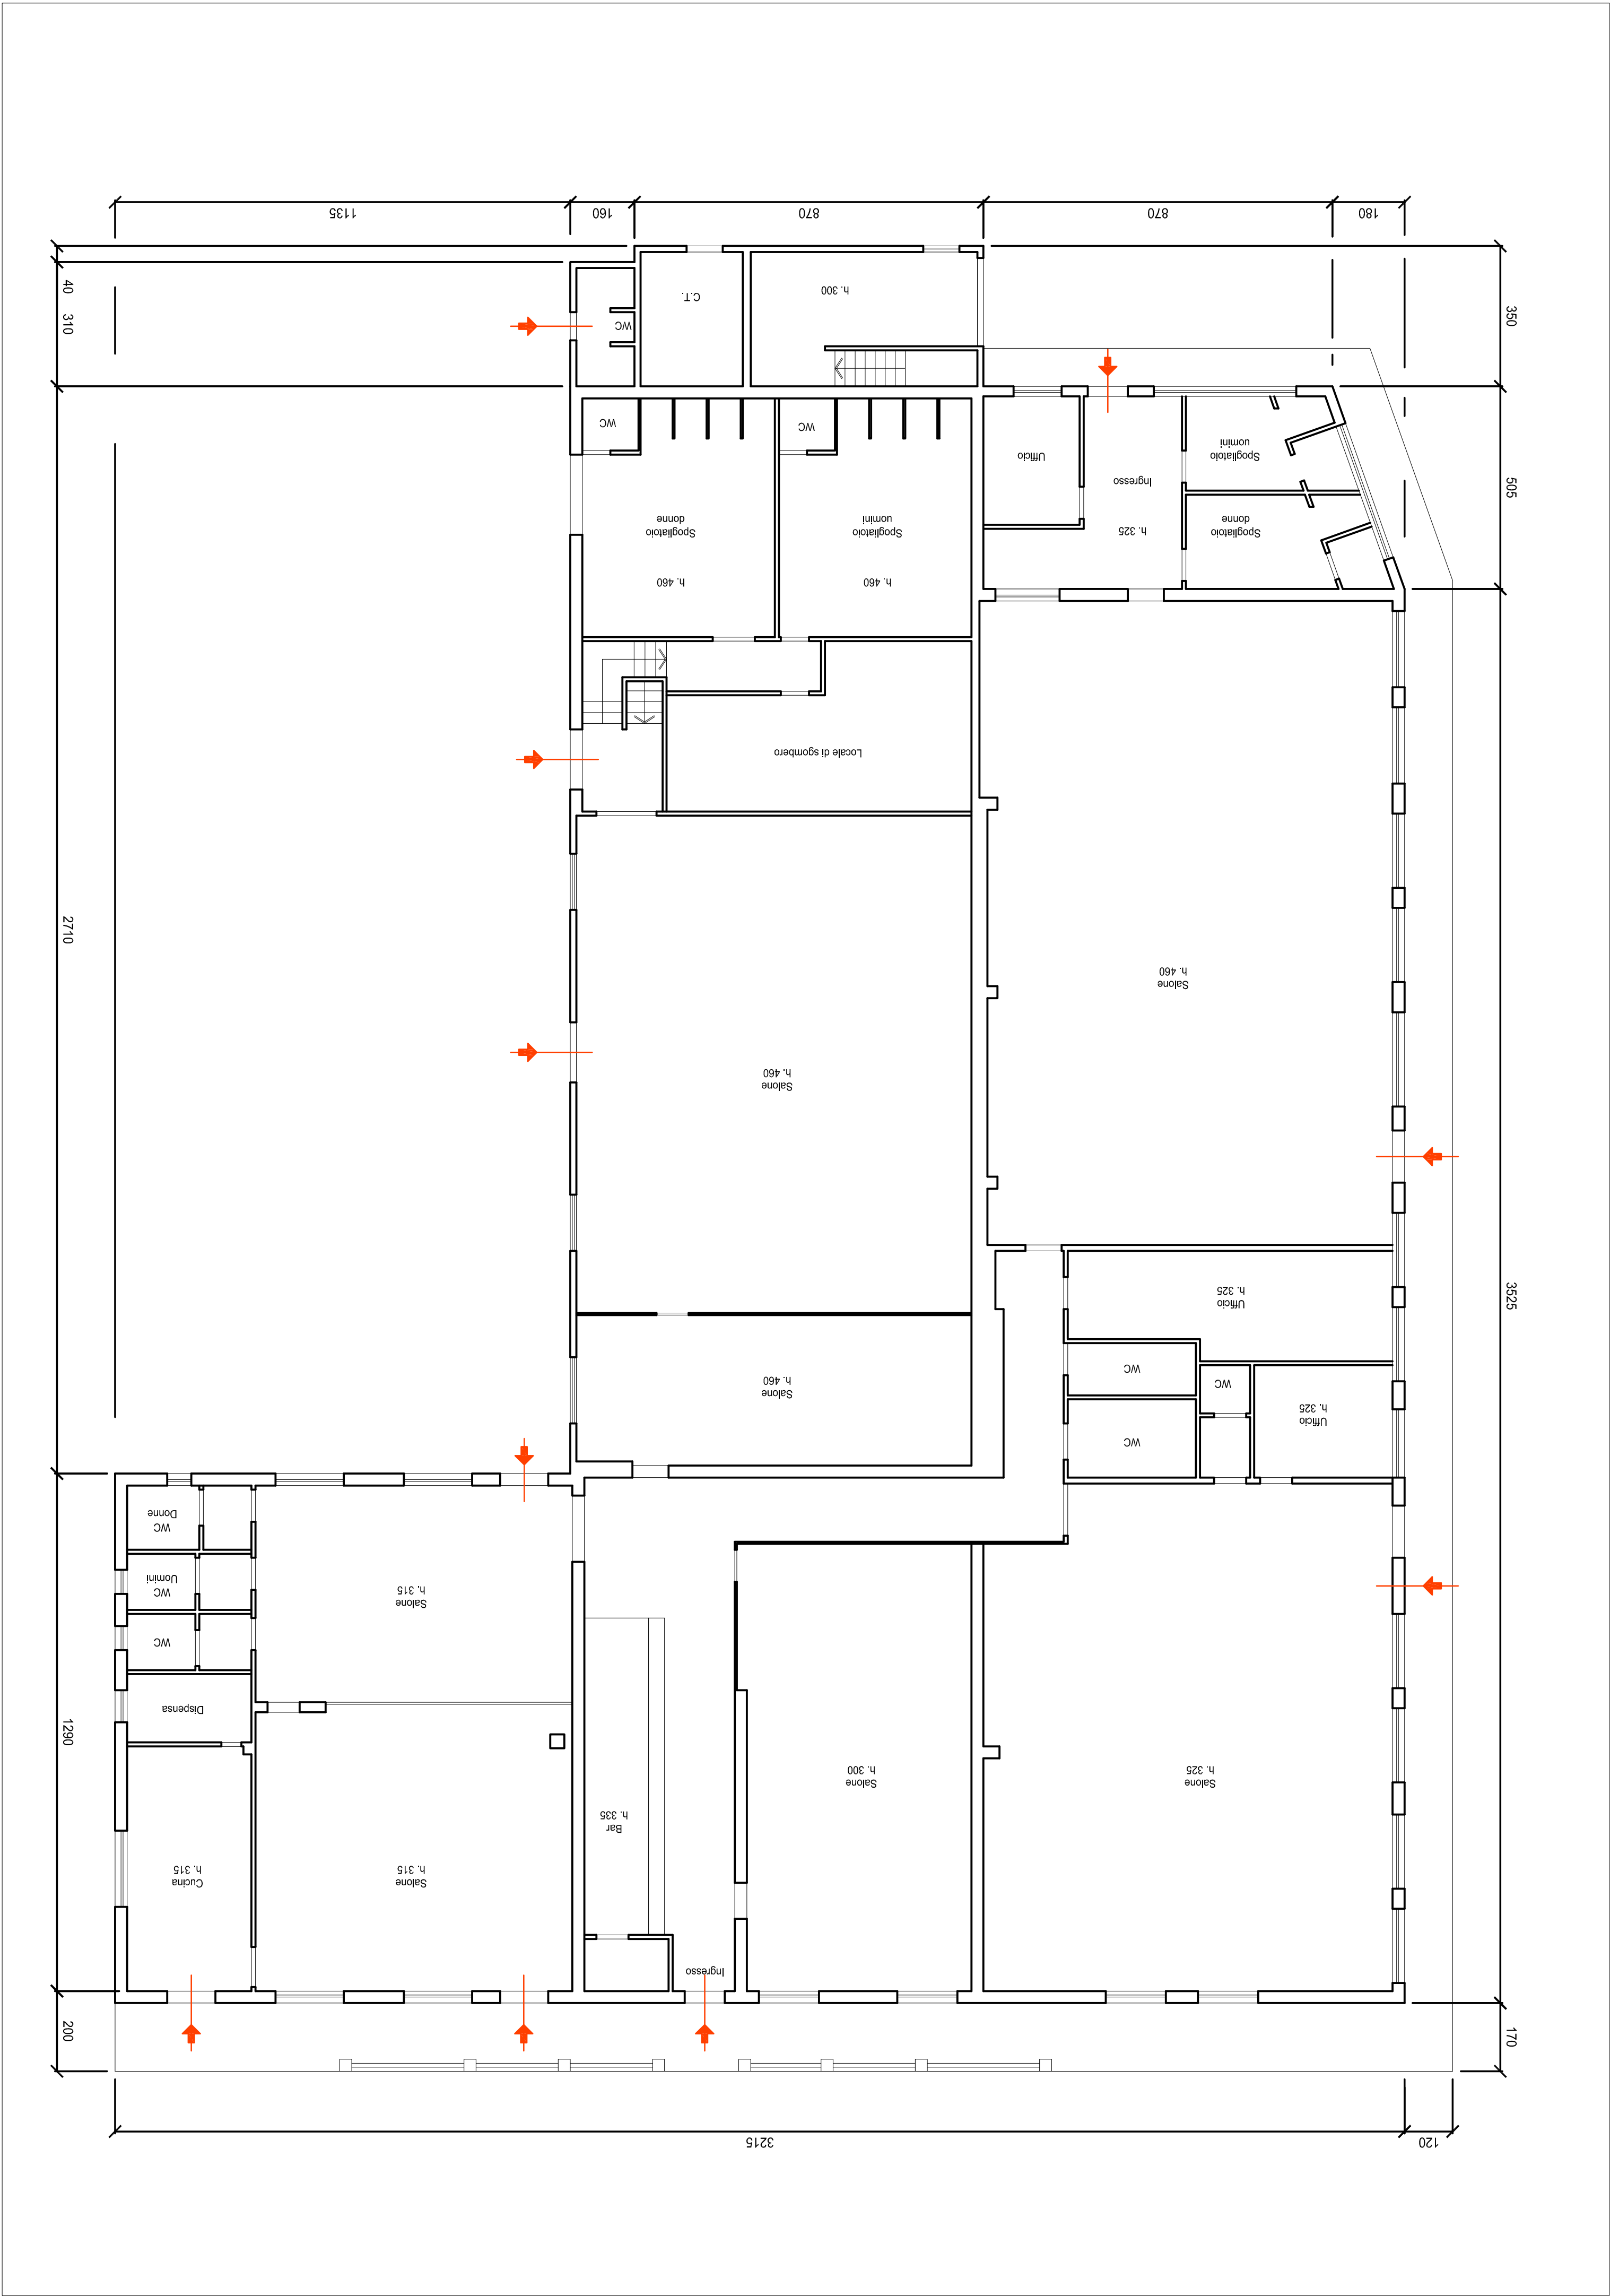 120
3215
170
200
Ingresso
Cucina
h. 315
Salone
h. 315
Bar
h. 335
Salone
h. 300
Salone
h. 325
1290
Dispensa
WC
WC
Uomini
WC
Donne
Salone
h. 315
WC
WC
WC
Ufficio
h. 325
Ufficio
h. 325
3525
Salone
h. 460
Salone
h. 460
Salone
h. 460
2710
Locale di sgombero
h. 460
Spogliatoio
uomini
h. 460
Spogliatoio
donne
h. 325
Ingresso
Spogliatoio
donne
Spogliatoio
uomini
Ufficio
505
WC
WC
WC
C.T.
h. 300
350
310
40
180
870
870
160
1135